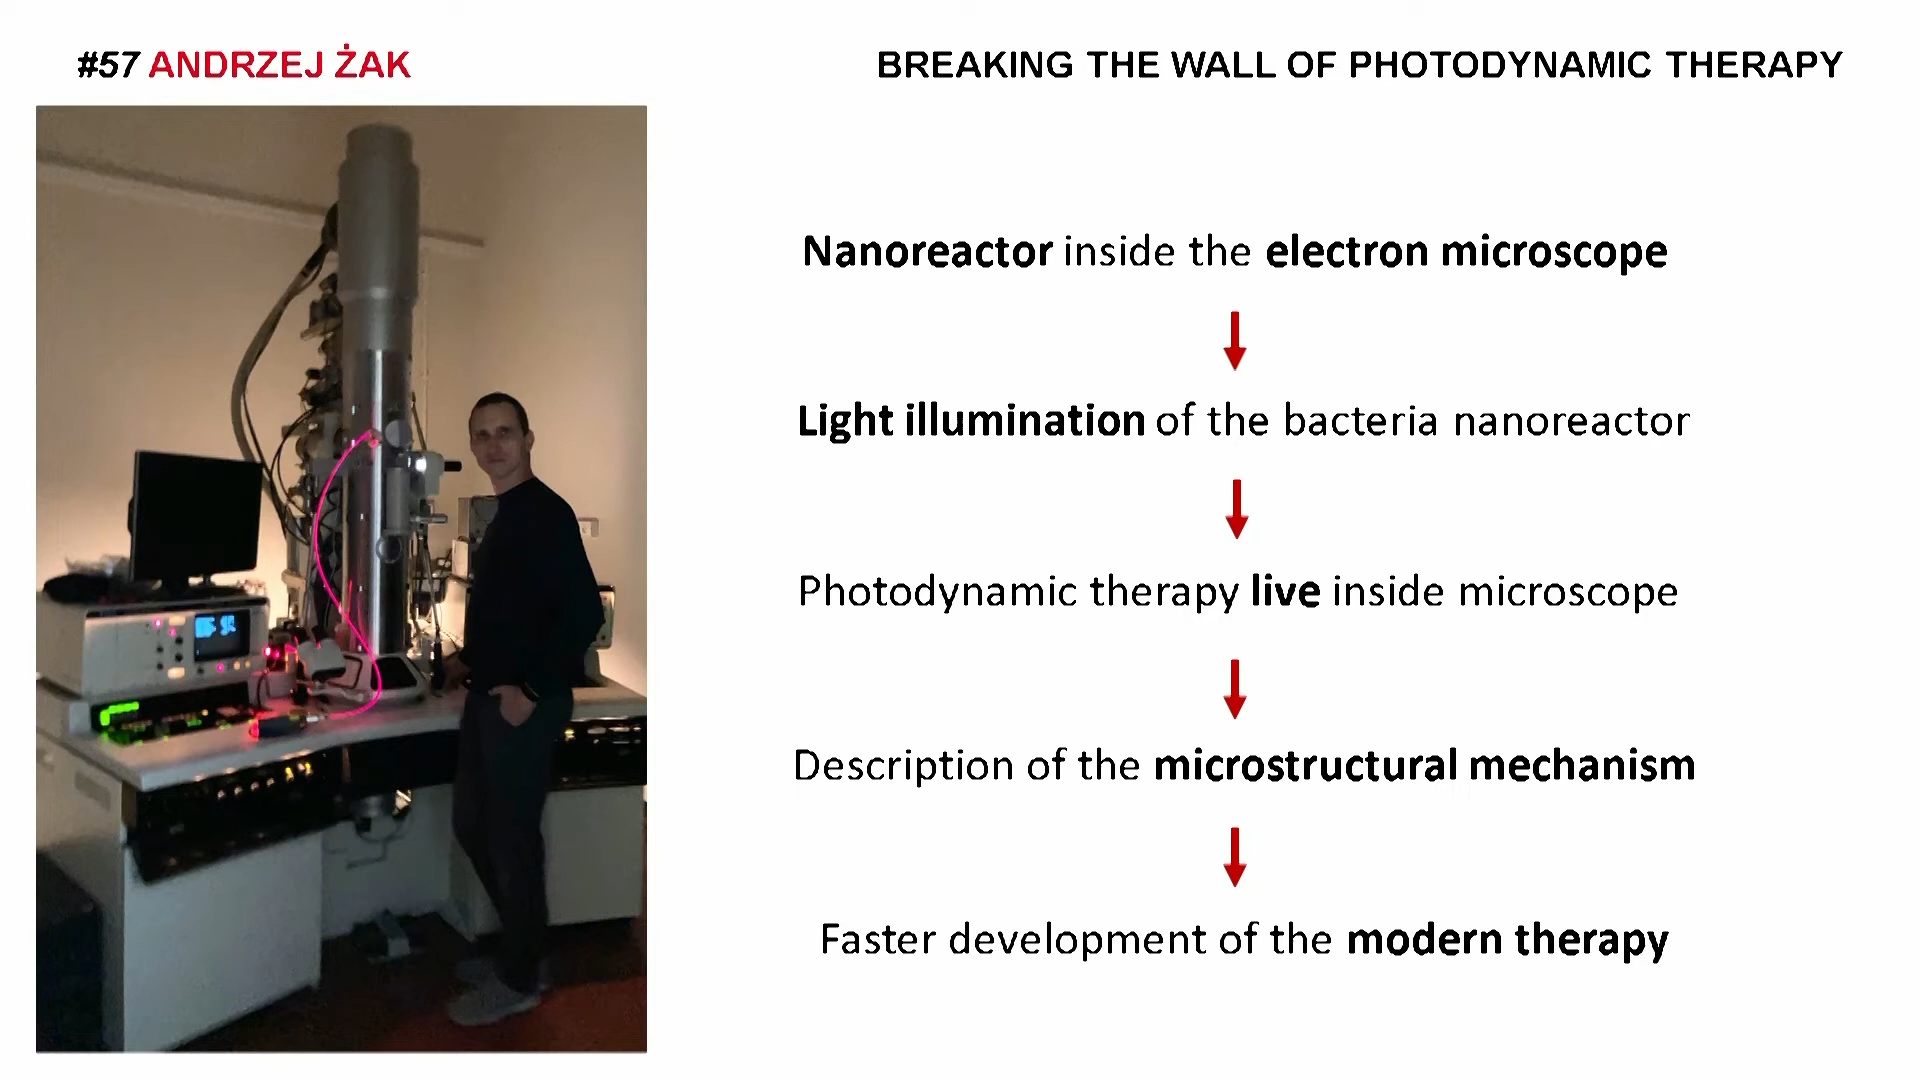 #57 ANDRZEJ ŻAK
BREAKING THE WALL OF PHOTODYNAMIC THERAPY
Nanoreactor inside the electron microscope
Light illumination of the bacteria nanoreactor
Photodynamic therapy live inside microscope
Description of the microstructural mechanism
Faster development of the modern therapy